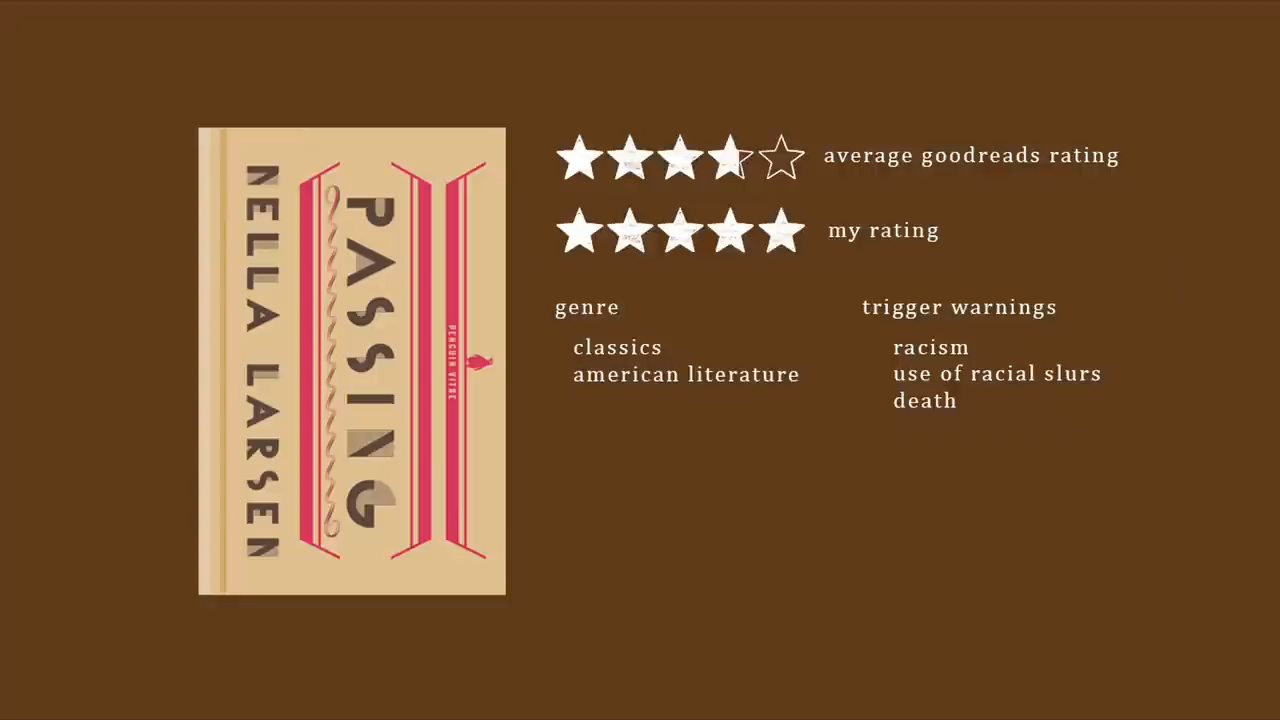 NELLA LARSEN
PASSING
PENGUIN VITAE
average goodreads rating
my rating
genre
classics
american literature
trigger warnings
racism
use of racial slurs
death